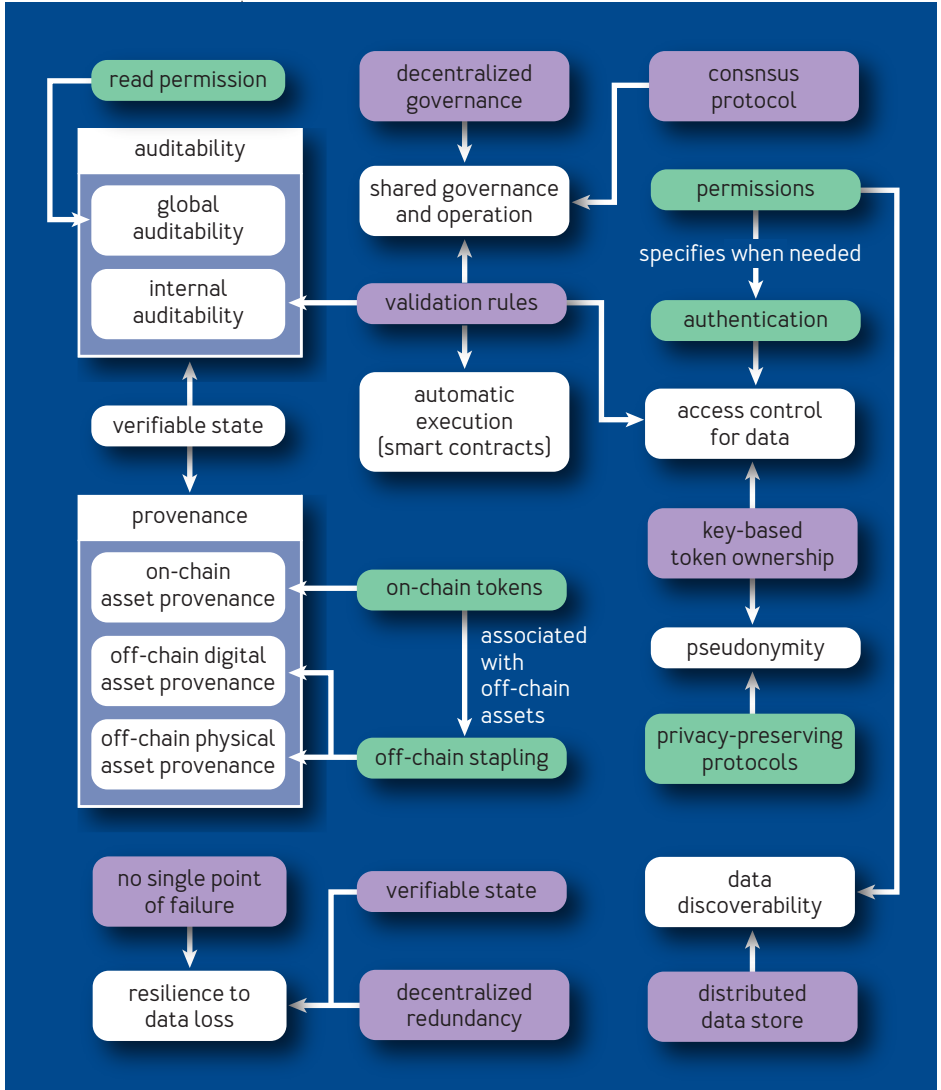 read permission
auditability
global
auditability
internal
auditability
verifiable state
provenance
on-chain
asset provenance
off-chain digital
asset provenance
off-chain physical
asset provenance
no single point
of failure
resilience to
data loss
decentralized
governance
shared governance
and operation
validation rules
automatic
execution
(smart contracts)
on-chain tokens
associated
with
off-chain
assets
off-chain stapling
verifiable state
decentralized
redundancy
consnsus
protocol
permissions
specifies when needed
authentication
access control
for data
key-based
token ownership
pseudonymity
privacy-preserving
protocols
data
discoverability
distributed
data store